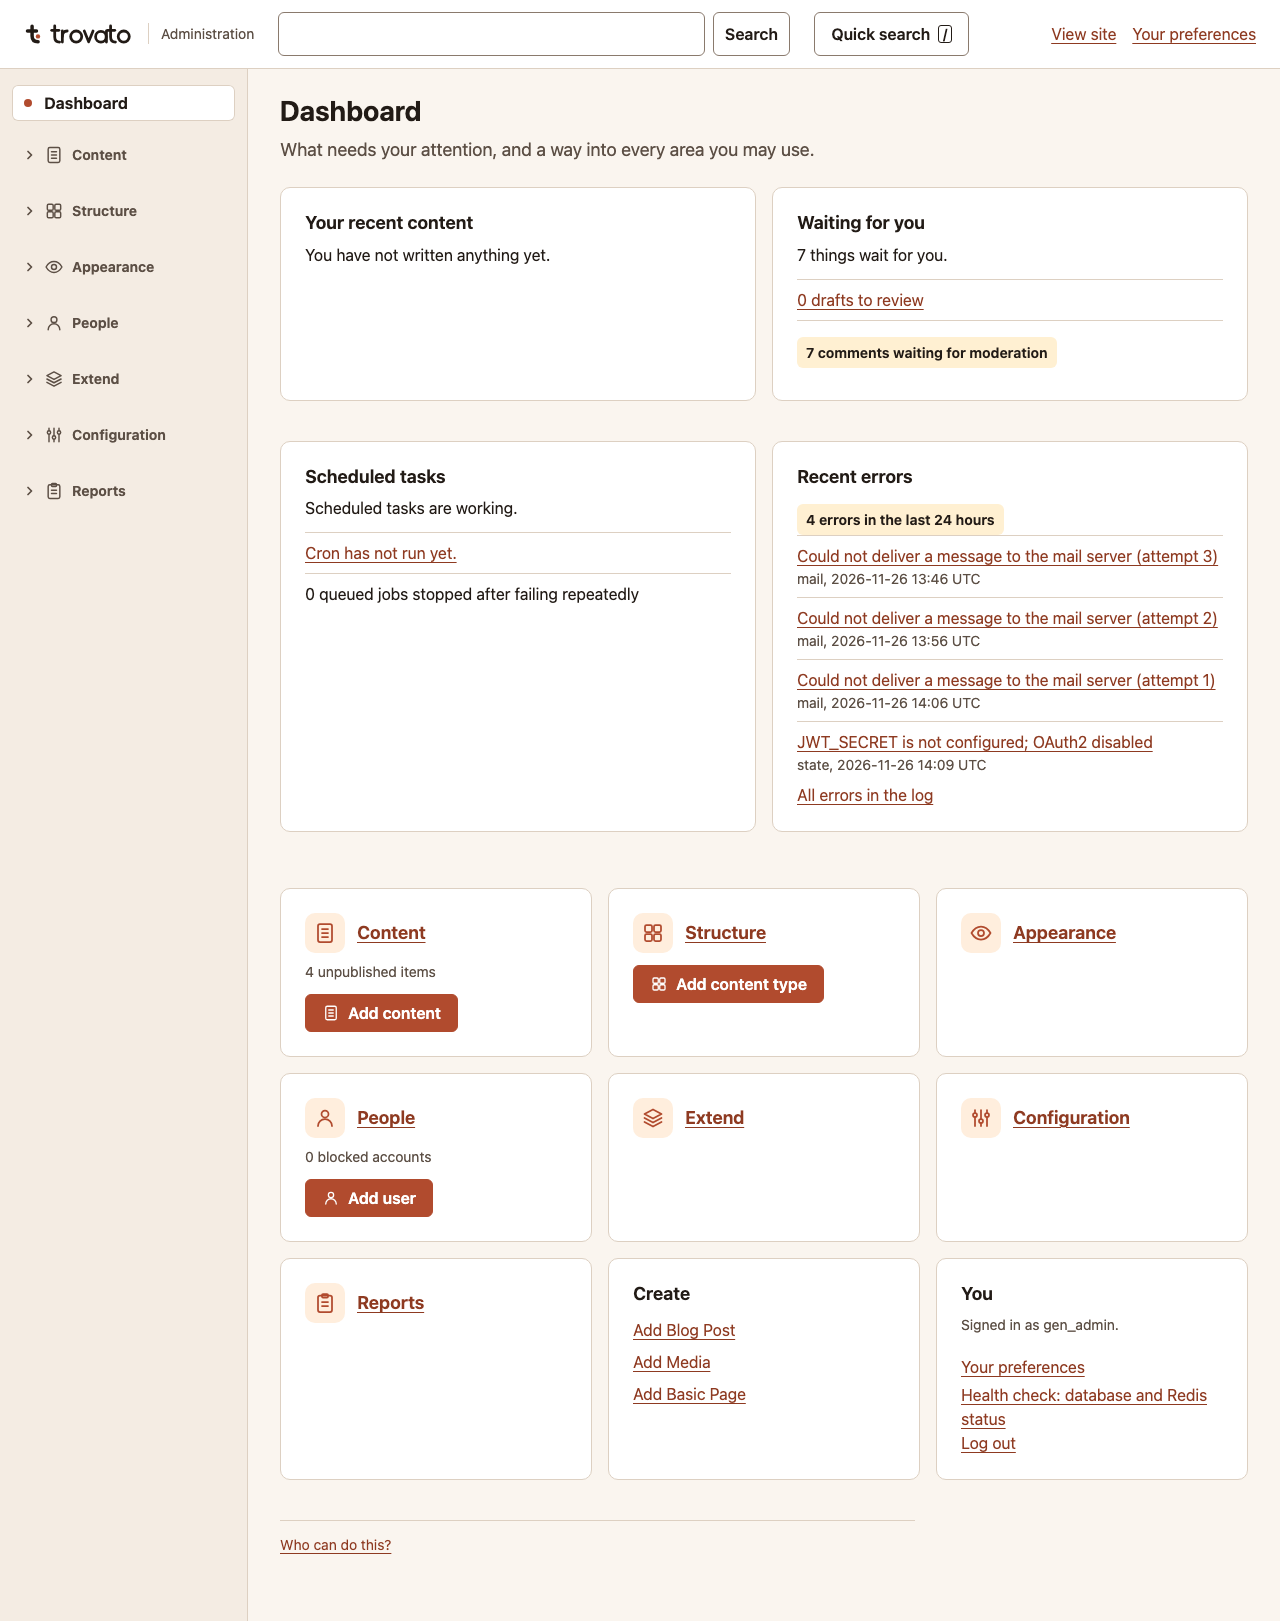 trovato
Administration
Search
Quick search /
View site
Your preferences
Dashboard
Content
Structure
Appearance
People
Extend
Configuration
Reports
Dashboard
What needs your attention, and a way into every area you may use.
Your recent content
You have not written anything yet.
Waiting for you
7 things wait for you.
0 drafts to review
7 comments waiting for moderation
Scheduled tasks
Scheduled tasks are working.
Cron has not run yet.
0 queued jobs stopped after failing repeatedly
Recent errors
4 errors in the last 24 hours
Could not deliver a message to the mail server (attempt 3)
mail, 2026-11-26 13:46 UTC
Could not deliver a message to the mail server (attempt 2)
mail, 2026-11-26 13:56 UTC
Could not deliver a message to the mail server (attempt 1)
mail, 2026-11-26 14:06 UTC
JWT_SECRET is not configured; OAuth2 disabled
state, 2026-11-26 14:09 UTC
All errors in the log
Content
4 unpublished items
Add content
Structure
Add content type
Appearance
People
0 blocked accounts
Add user
Extend
Configuration
Reports
Create
Add Blog Post
Add Media
Add Basic Page
You
Signed in as gen_admin.
Your preferences
Health check: database and Redis
status
Log out
Who can do this?